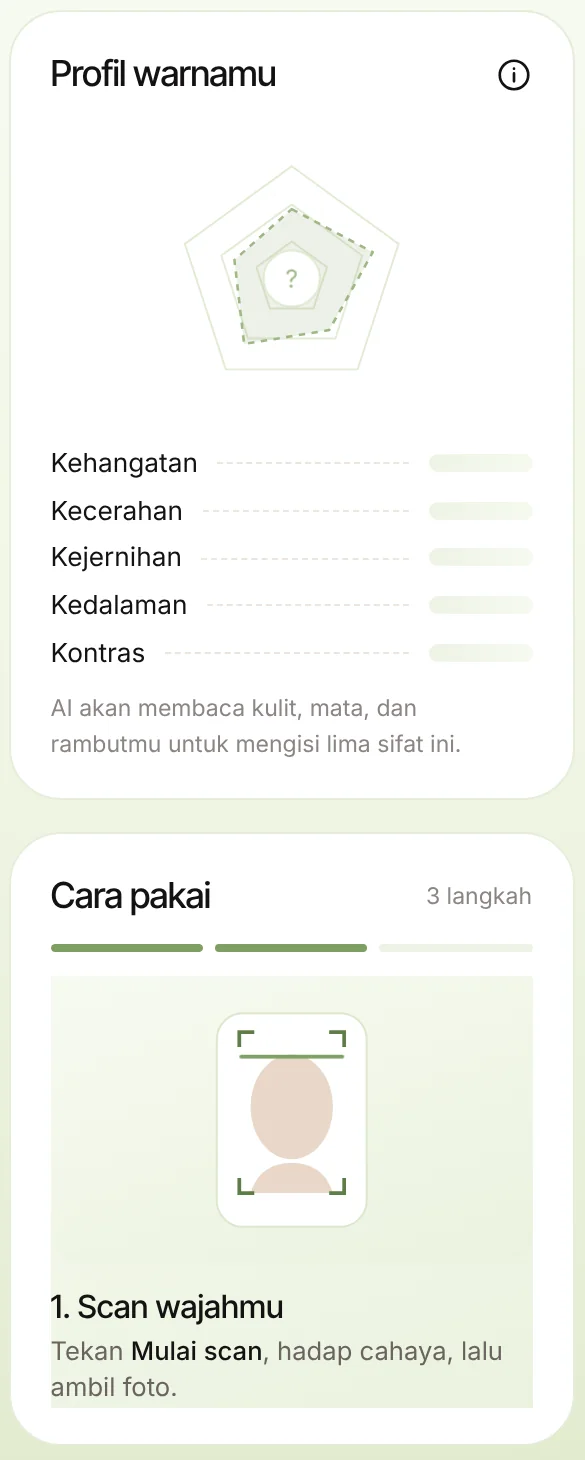 Profil warnamu
?
Kehangatan
Kecerahan
Kejernihan
Kedalaman
Kontras
AI akan membaca kulit, mata, dan
rambutmu untuk mengisi lima sifat ini.
Cara pakai
3 langkah
1. Scan wajahmu
Tekan Mulai scan, hadap cahaya, lalu
ambil foto.